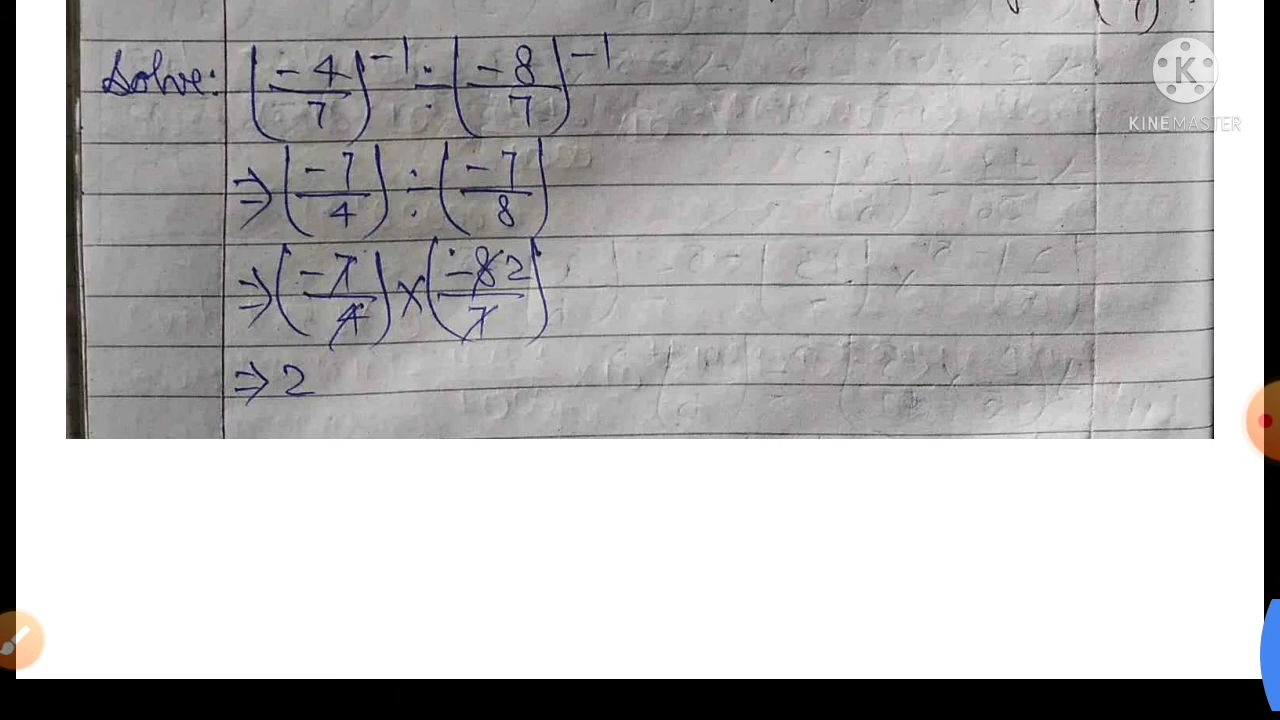 Solve: (-4/7)^-1 ÷ (-8/7)^-1
⇒ (-7/4) ÷ (-7/8)
⇒ (-7/4) × (-8 2/7)
⇒ 2
K
KINEMASTER